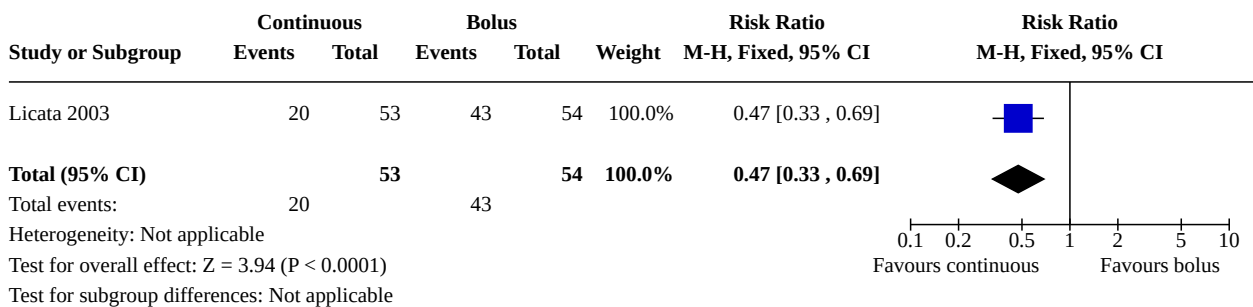 Continuous Bolus Risk Ratio Risk Ratio
Study or Subgroup Events Total Events Total Weight M-H, Fixed, 95% CI M-H, Fixed, 95% CI
Licata 2003 20 53 43 54 100.0% 0.47 [0.33 , 0.69]
Total (95% CI) 53 54 100.0% 0.47 [0.33 , 0.69]
Total events: 20 43
Heterogeneity: Not applicable
0.1 0.2 0.5 1 2 5 10
Test for overall effect: Z = 3.94 (P < 0.0001)
Favours continuous Favours bolus
Test for subgroup differences: Not applicable